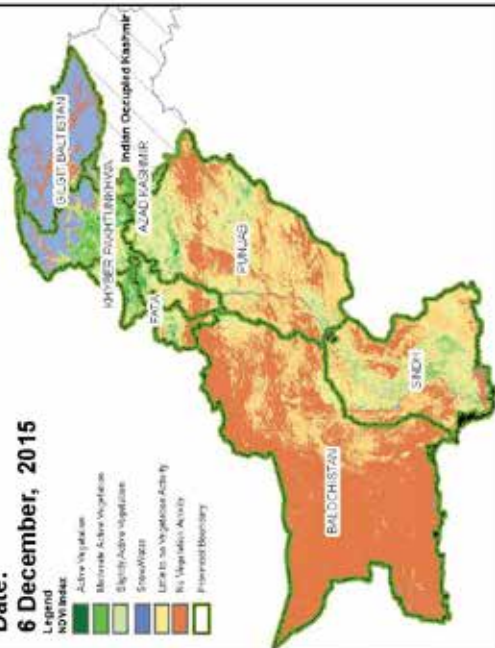 Date:
6 December, 2015
Legend
NDVI Index
Active Vegetation
Moderate Active Vegetation
Slightly Active Vegetation
Snow/Water
Little to no Vegetation Activity
No Vegetation Activity
Provincial Boundary
GILGIT BALTISTAN
KHYBER PAKHTUNKHWA
Indian Occupied Kashmir
AZAD KASHMIR
FATA
PUNJAB
BALOCHISTAN
SINDH